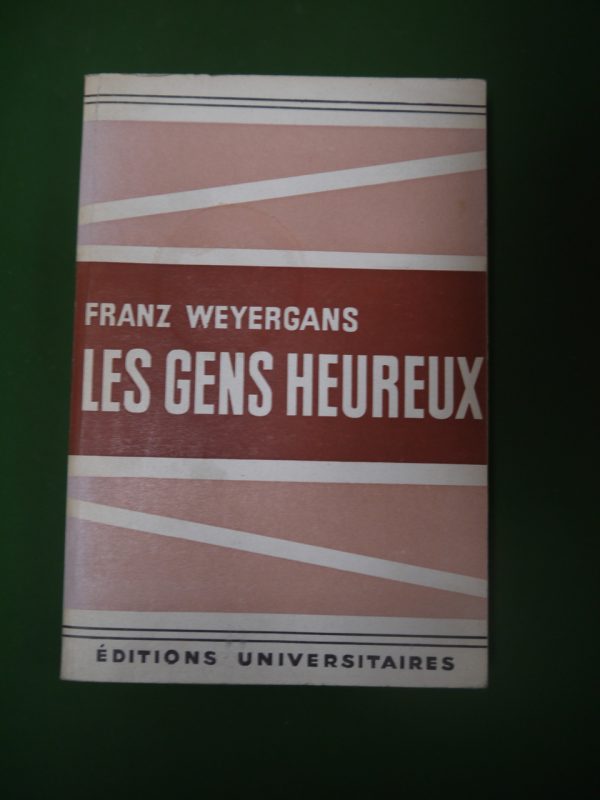 FRANZ WEYERGANS
LES GENS HEUREUX
ÉDITIONS UNIVERSITAIRES